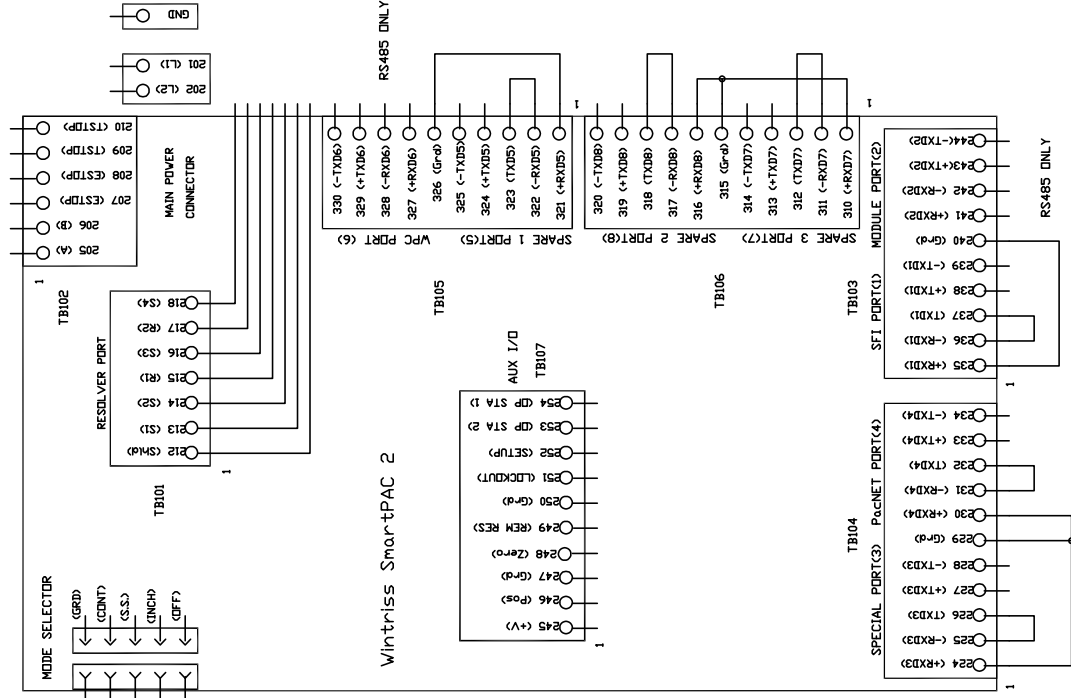 GND
201 (L1)
202 (L2)
RS485 ONLY
210 (TSTOP)
209 (TSTOP)
208 (ESTOP)
207 (ESTOP)
206 (B)
205 (A)
MAIN POWER
CONNECTOR
1
TB102
330 (-TXD6)
329 (+TXD6)
328 (-RXD6)
327 (+RXD6)
326 (Grd)
325 (-TXD5)
324 (+TXD5)
323 (TXD5)
322 (-RXD5)
321 (+RXD5)
1
WPC PORT (6)
SPARE 1 PORT(5)
TB105
320 (-TXD8)
319 (+TXD8)
318 (TXD8)
317 (-RXD8)
316 (+RXD8)
315 (Grd)
314 (-TXD7)
313 (+TXD7)
312 (TXD7)
311 (-RXD7)
310 (+RXD7)
1
SPARE 2 PORT(8)
SPARE 3 PORT(7)
TB106
244(-TXD2)
243(+TXD2)
242 (-RXD2)
241 (+RXD2)
240 (Grd)
239 (-TXD1)
238 (+TXD1)
237 (TXD1)
236 (-RXD1)
235 (+RXD1)
MODULE PORT(2)
SFI PORT(1)
TB103
1
RS485 ONLY
RESOLVER PORT
218 (S4)
217 (R2)
216 (S3)
215 (R1)
214 (S2)
213 (S1)
212 (Shld)
1
TB101
AUX I/O
TB107
254 (OP STA 1)
253 (OP STA 2)
252 (SETUP)
251 (LOCKOUT)
250 (Grd)
249 (REM RES)
248 (Zero)
247 (Grd)
246 (Pos)
245 (+V)
1
Wintriss SmartPAC 2
234 (-TXD4)
233 (+TXD4)
232 (TXD4)
231 (-RXD4)
230 (+RXD4)
229 (Grd)
228 (-TXD3)
227 (+TXD3)
226 (TXD3)
225 (-RXD3)
224 (+RXD3)
PacNET PORT(4)
SPECIAL PORT(3)
TB104
1
MODE SELECTOR
(GRD)
(CONT)
(S.S.)
(INCH)
(OFF)